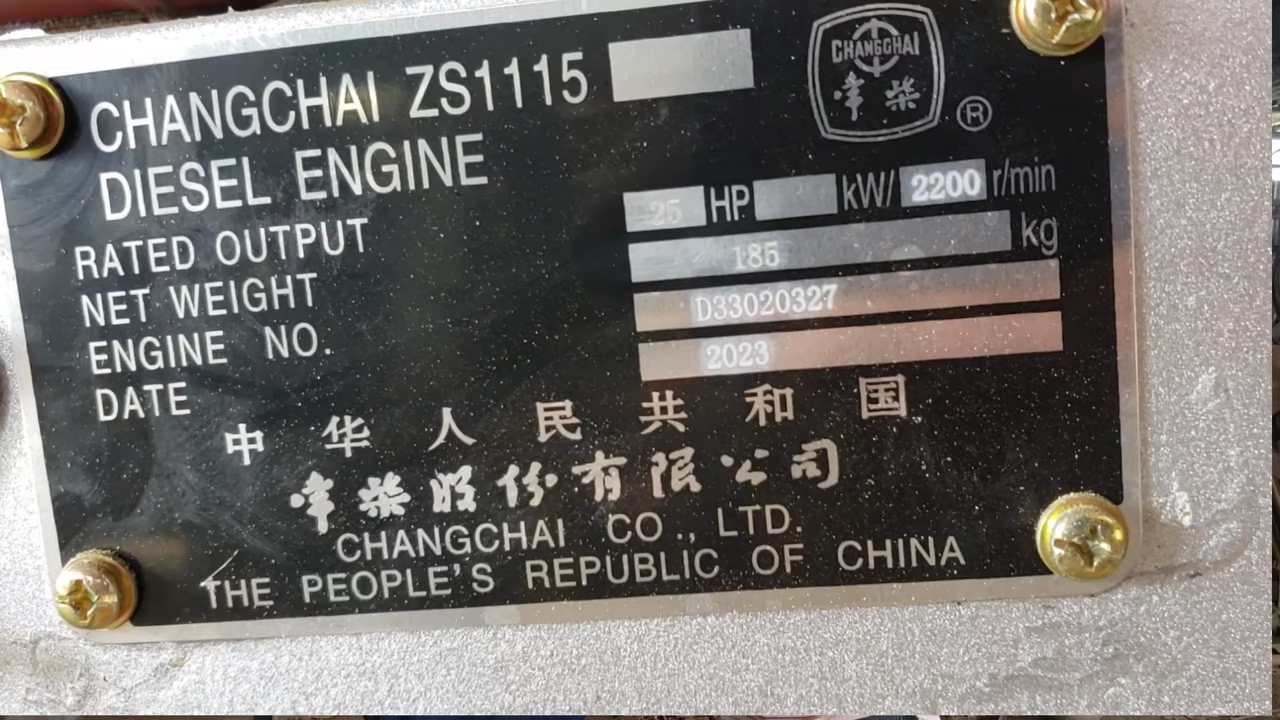 CHANGCHAI ZS1115
CHANGCHAI
常柴
®
DIESEL ENGINE
RATED OUTPUT 25 HP kW/ 2200 r/min
NET WEIGHT 185 kg
ENGINE NO. D33020327
DATE 2023
中华人民共和国
常柴股份有限公司
CHANGCHAI CO., LTD.
THE PEOPLE'S REPUBLIC OF CHINA